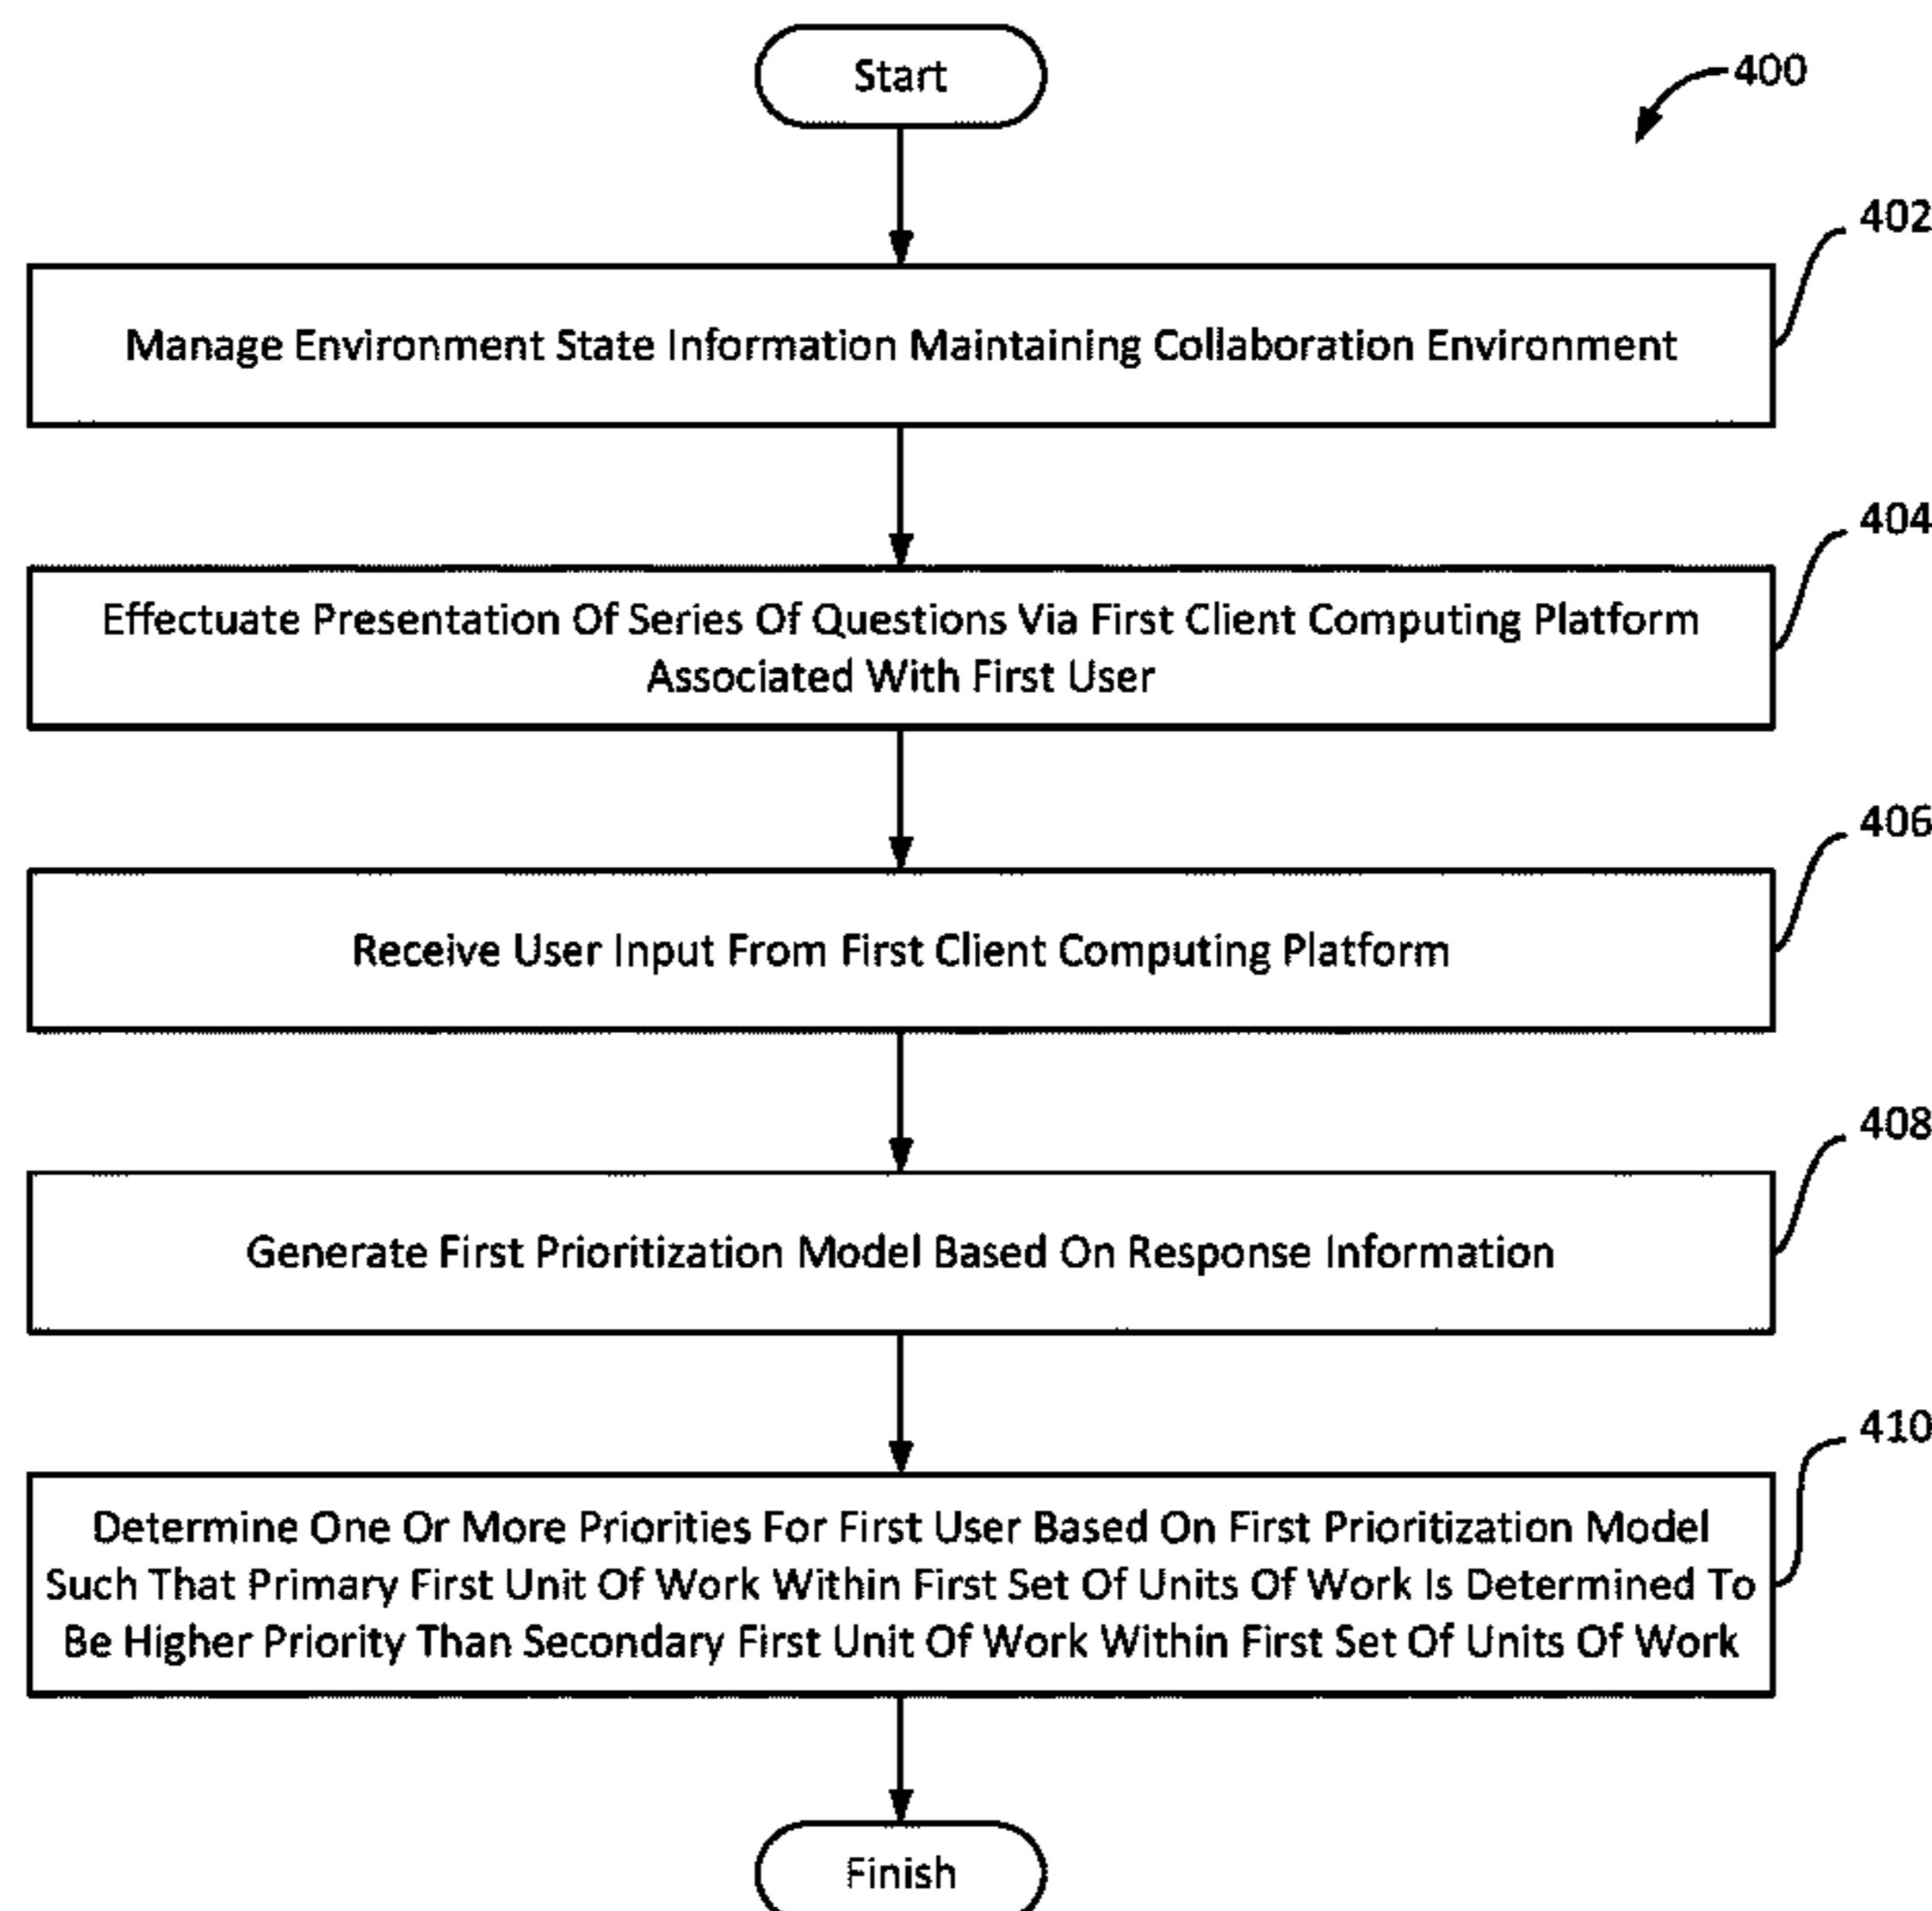 Start
400
402
Manage Environment State Information Maintaining Collaboration Environment
404
Effectuate Presentation Of Series Of Questions Via First Client Computing Platform
Associated With First User
406
Receive User Input From First Client Computing Platform
408
Generate First Prioritization Model Based On Response Information
410
Determine One Or More Priorities For First User Based On First Prioritization Model
Such That Primary First Unit Of Work Within First Set Of Units Of Work Is Determined To
Be Higher Priority Than Secondary First Unit Of Work Within First Set Of Units Of Work
Finish